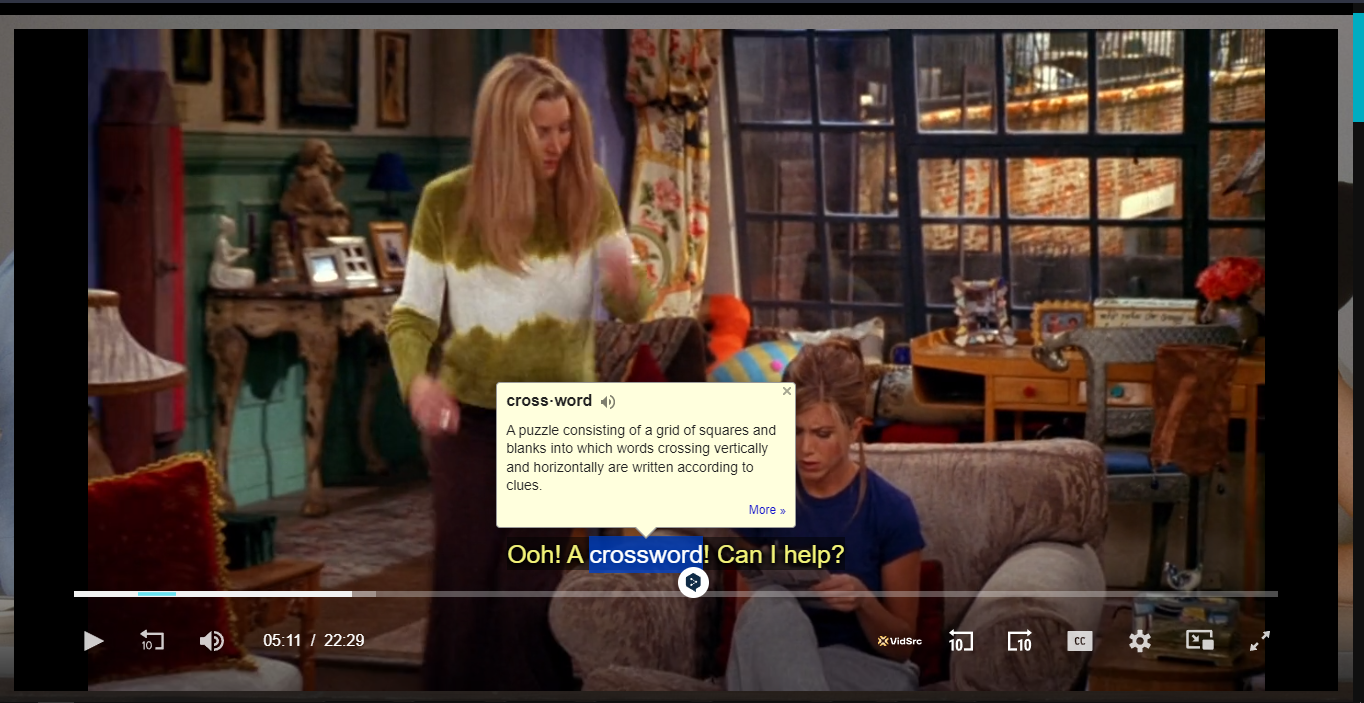 cross·word
A puzzle consisting of a grid of squares and
blanks into which words crossing vertically
and horizontally are written according to
clues.
More »
Ooh! A crossword! Can I help?
05:11 / 22:29
VidSrc
10
10
10
CC